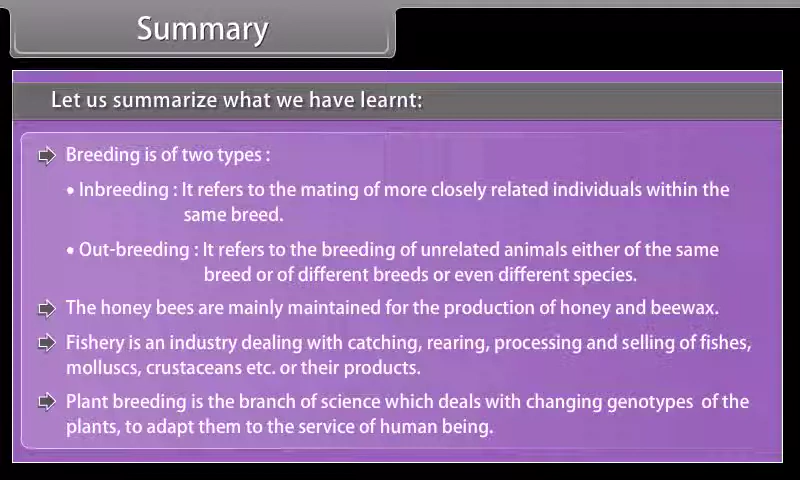 Summary
Let us summarize what we have learnt:
⇨ Breeding is of two types :
• Inbreeding : It refers to the mating of more closely related individuals within the
same breed.
• Out-breeding : It refers to the breeding of unrelated animals either of the same
breed or of different breeds or even different species.
⇨ The honey bees are mainly maintained for the production of honey and beewax.
⇨ Fishery is an industry dealing with catching, rearing, processing and selling of fishes,
molluscs, crustaceans etc. or their products.
⇨ Plant breeding is the branch of science which deals with changing genotypes of the
plants, to adapt them to the service of human being.